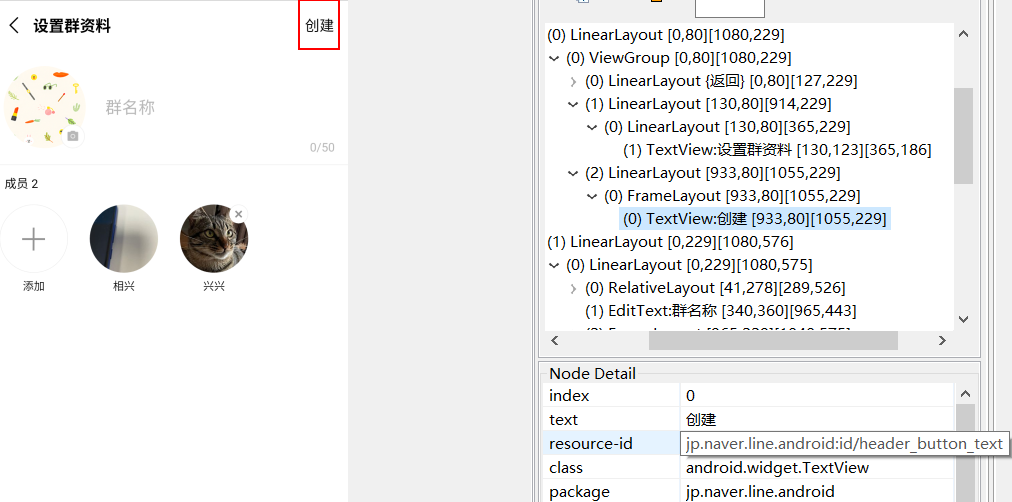 设置群资料
创建
群名称
0/50
成员 2
添加
相兴
兴兴
(0) LinearLayout [0,80][1080,229]
(0) ViewGroup [0,80][1080,229]
(0) LinearLayout {返回} [0,80][127,229]
(1) LinearLayout [130,80][914,229]
(0) LinearLayout [130,80][365,229]
(1) TextView:设置群资料 [130,123][365,186]
(2) LinearLayout [933,80][1055,229]
(0) FrameLayout [933,80][1055,229]
(0) TextView:创建 [933,80][1055,229]
(1) LinearLayout [0,229][1080,576]
(0) LinearLayout [0,229][1080,575]
(0) RelativeLayout [41,278][289,526]
(1) EditText:群名称 [340,360][965,443]
Node Detail
index 0
text 创建
resource-id jp.naver.line.android:id/header_button_text
class android.widget.TextView
package jp.naver.line.android